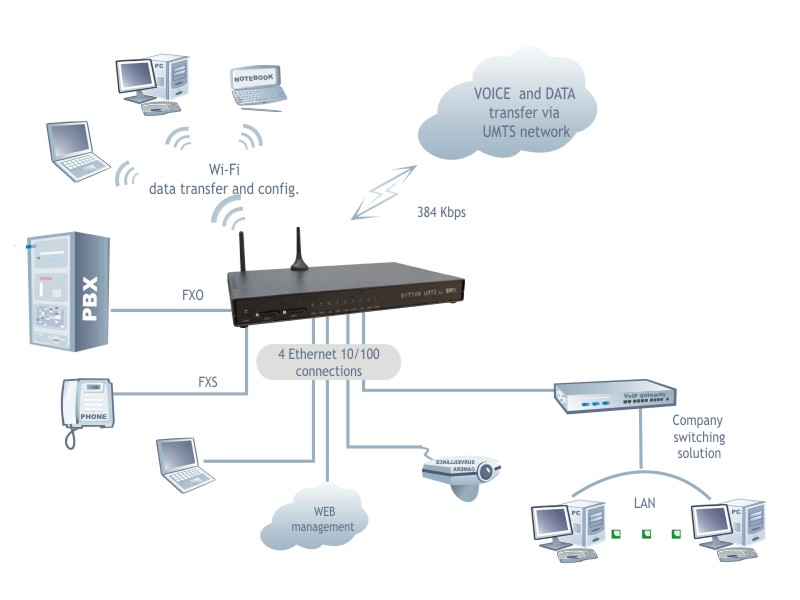 PC
NOTEBOOK
VOICE and DATA
transfer via
UMTS network
Wi-Fi
data transfer and config.
384 Kbps
PBX
FXO
UMTS
4 Ethernet 10/100
connections
FXS
PHONE
VoIP gateway
Company
switching
solution
SURVEILLANCE
CAMERA
WEB
management
LAN
PC
PC